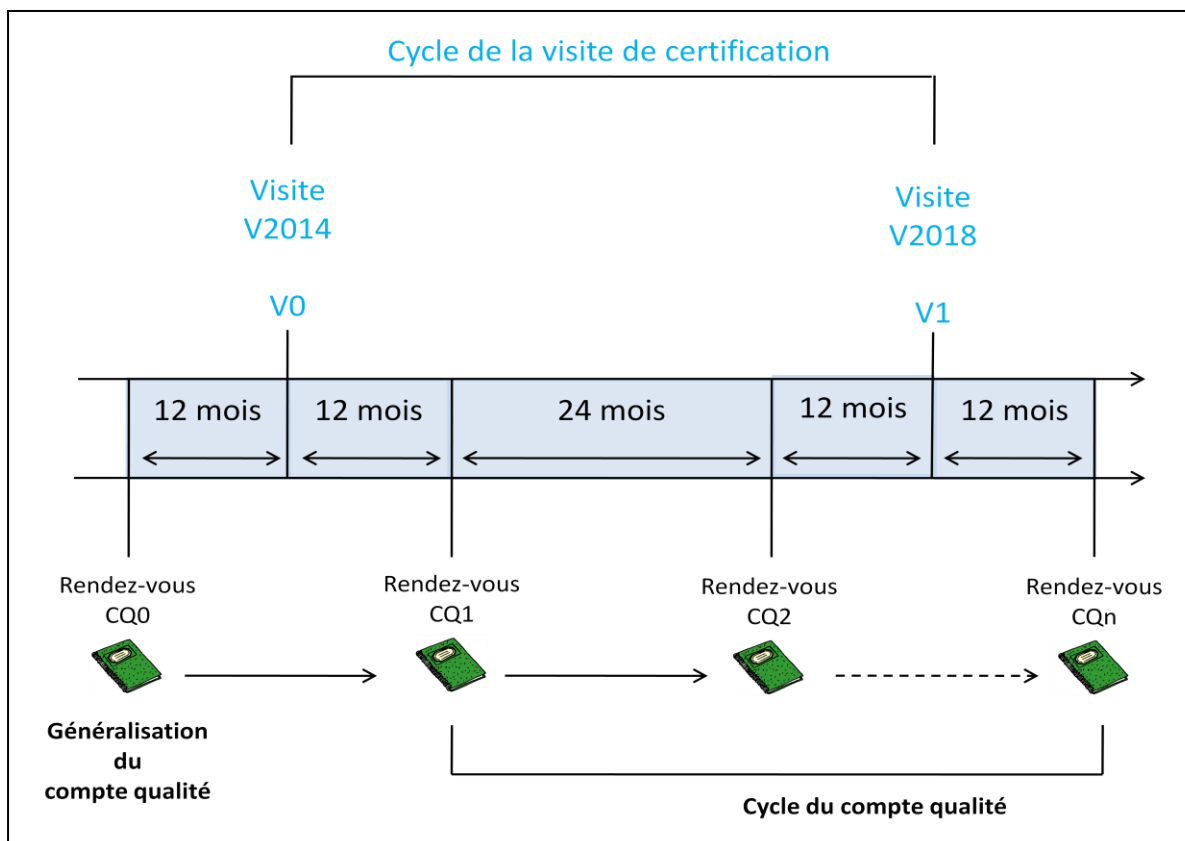 Cycle de la visite de certification
Visite
V2014
Visite
V2018
V0
V1
12 mois
12 mois
24 mois
12 mois
12 mois
Rendez-vous
CQ0
Rendez-vous
CQ1
Rendez-vous
CQ2
Rendez-vous
CQn
Généralisation
du
compte qualité
Cycle du compte qualité